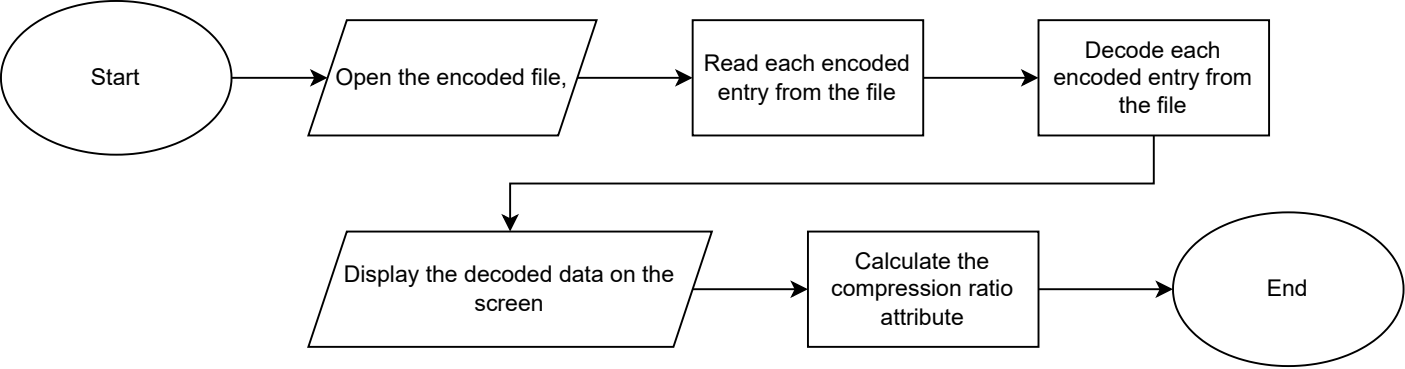 Start
Open the encoded file,
Read each encoded
entry from the file
Decode each
encoded entry from
the file
Display the decoded data on the
screen
Calculate the
compression ratio
attribute
End